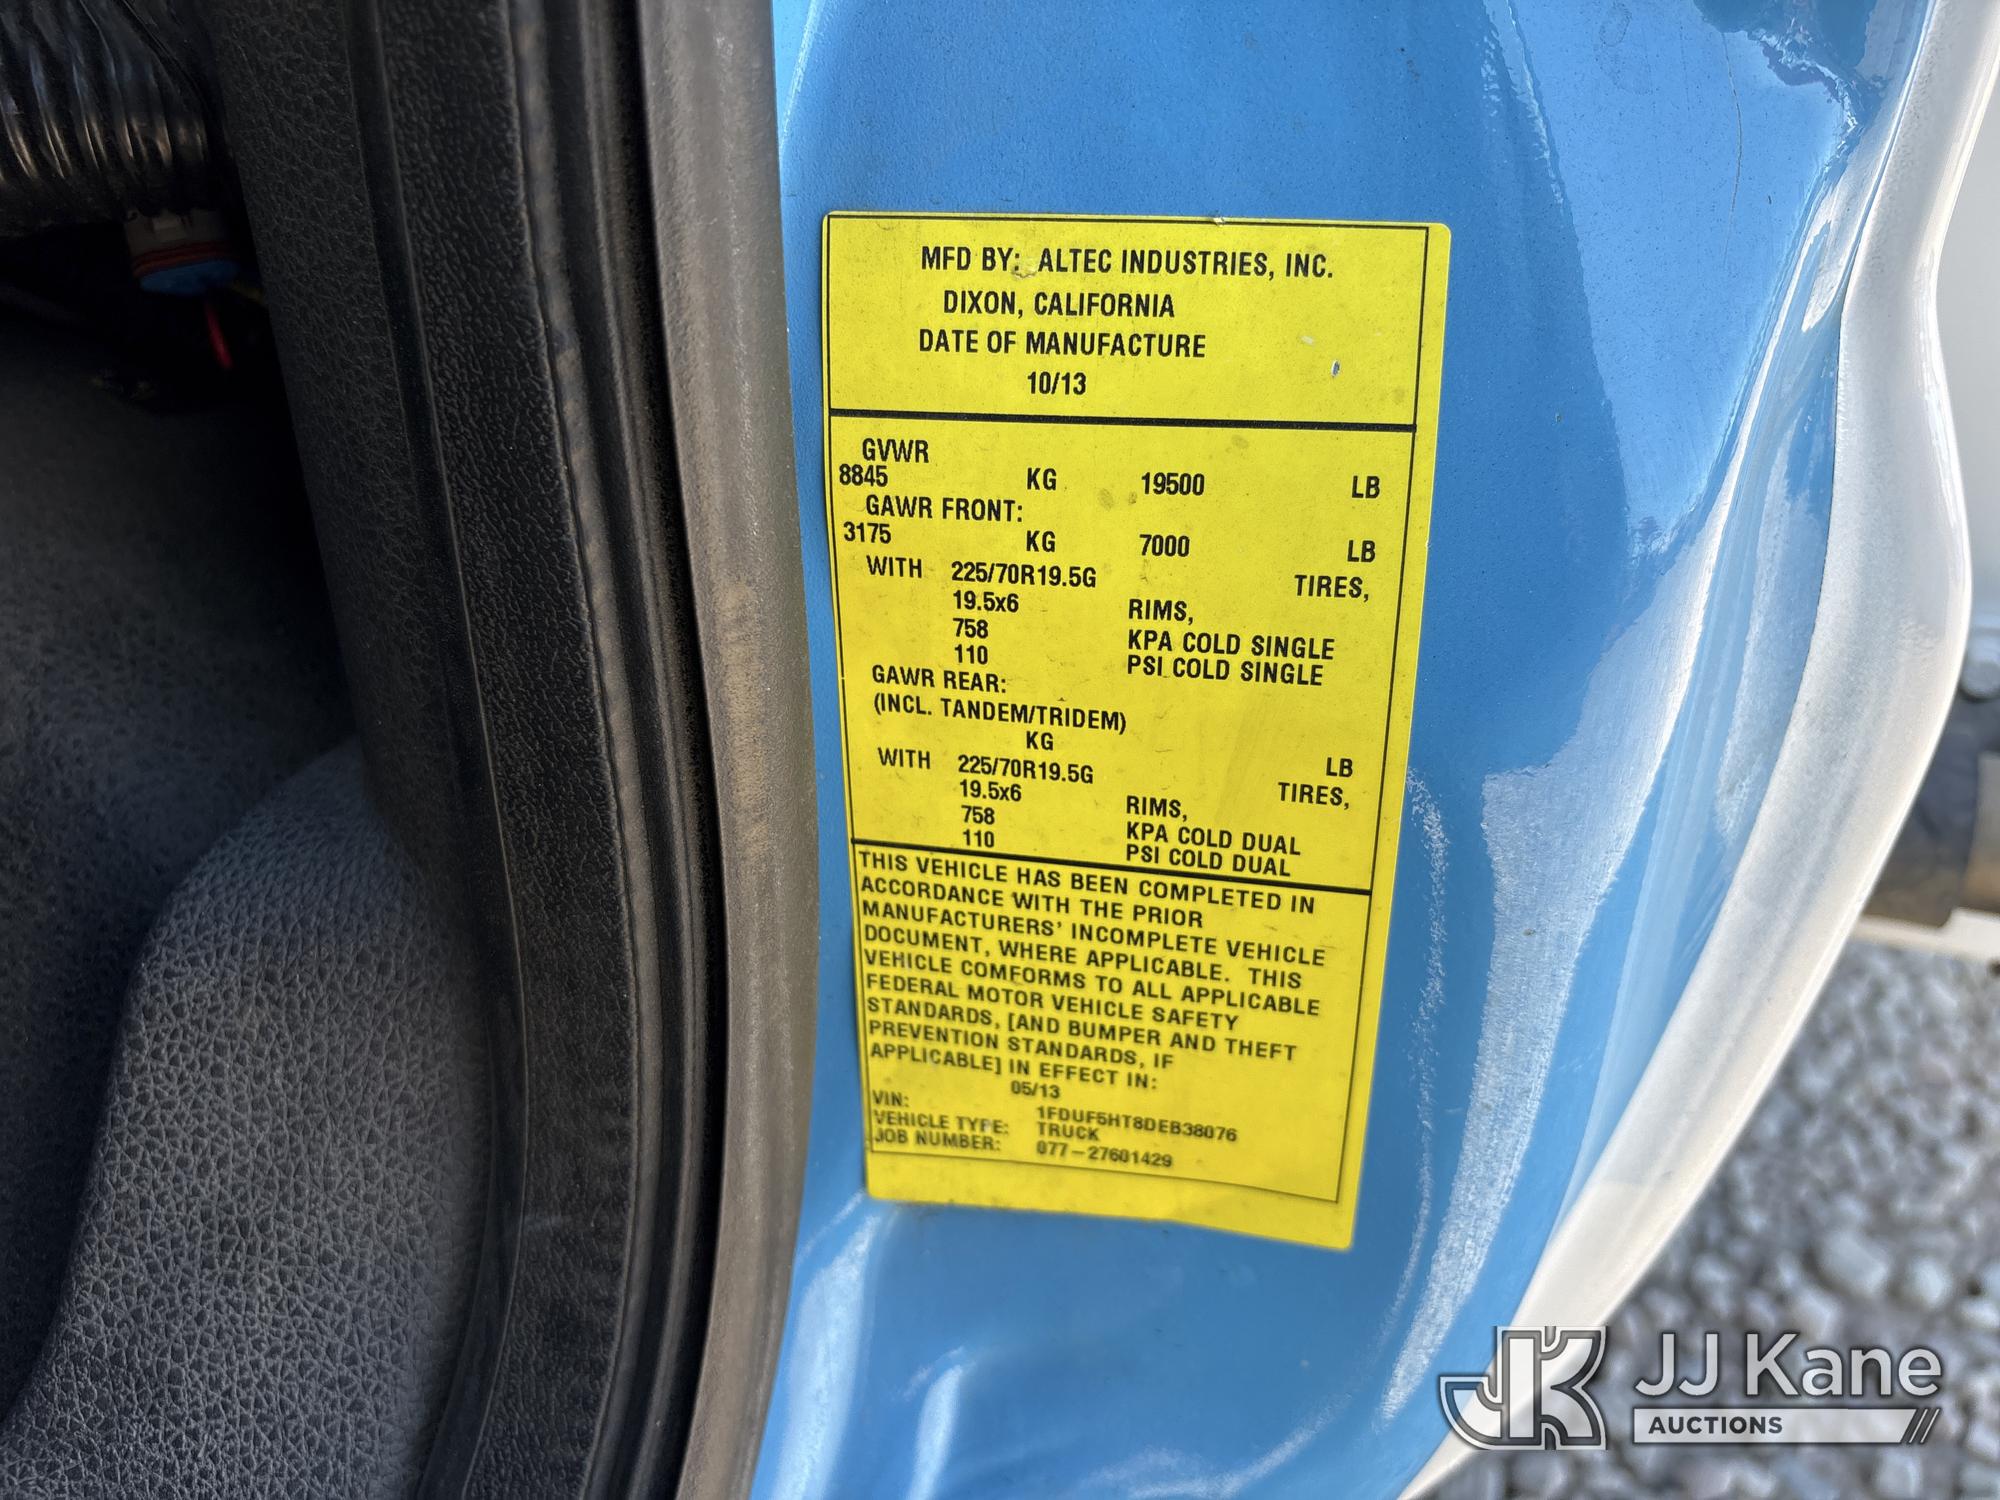 MFD BY: ALTEC INDUSTRIES, INC.
DIXON, CALIFORNIA
DATE OF MANUFACTURE
10/13
GVWR
8845 KG 19500 LB
GAWR FRONT:
3175 KG 7000 LB
WITH 225/70R19.5G TIRES,
19.5x6 RIMS,
758 KPA COLD SINGLE
110 PSI COLD SINGLE
GAWR REAR:
(INCL. TANDEM/TRIDEM)
KG LB
WITH 225/70R19.5G TIRES,
19.5x6 RIMS,
758 KPA COLD DUAL
110 PSI COLD DUAL
THIS VEHICLE HAS BEEN COMPLETED IN
ACCORDANCE WITH THE PRIOR
MANUFACTURERS' INCOMPLETE VEHICLE
DOCUMENT, WHERE APPLICABLE. THIS
VEHICLE COMFORMS TO ALL APPLICABLE
FEDERAL MOTOR VEHICLE SAFETY
STANDARDS, [AND BUMPER AND THEFT
PREVENTION STANDARDS, IF
APPLICABLE] IN EFFECT IN:
05/13
VIN: 1FDUF5HT8DEB38076
VEHICLE TYPE: TRUCK
JOB NUMBER: 077-27601429
JK JJ Kane
AUCTIONS